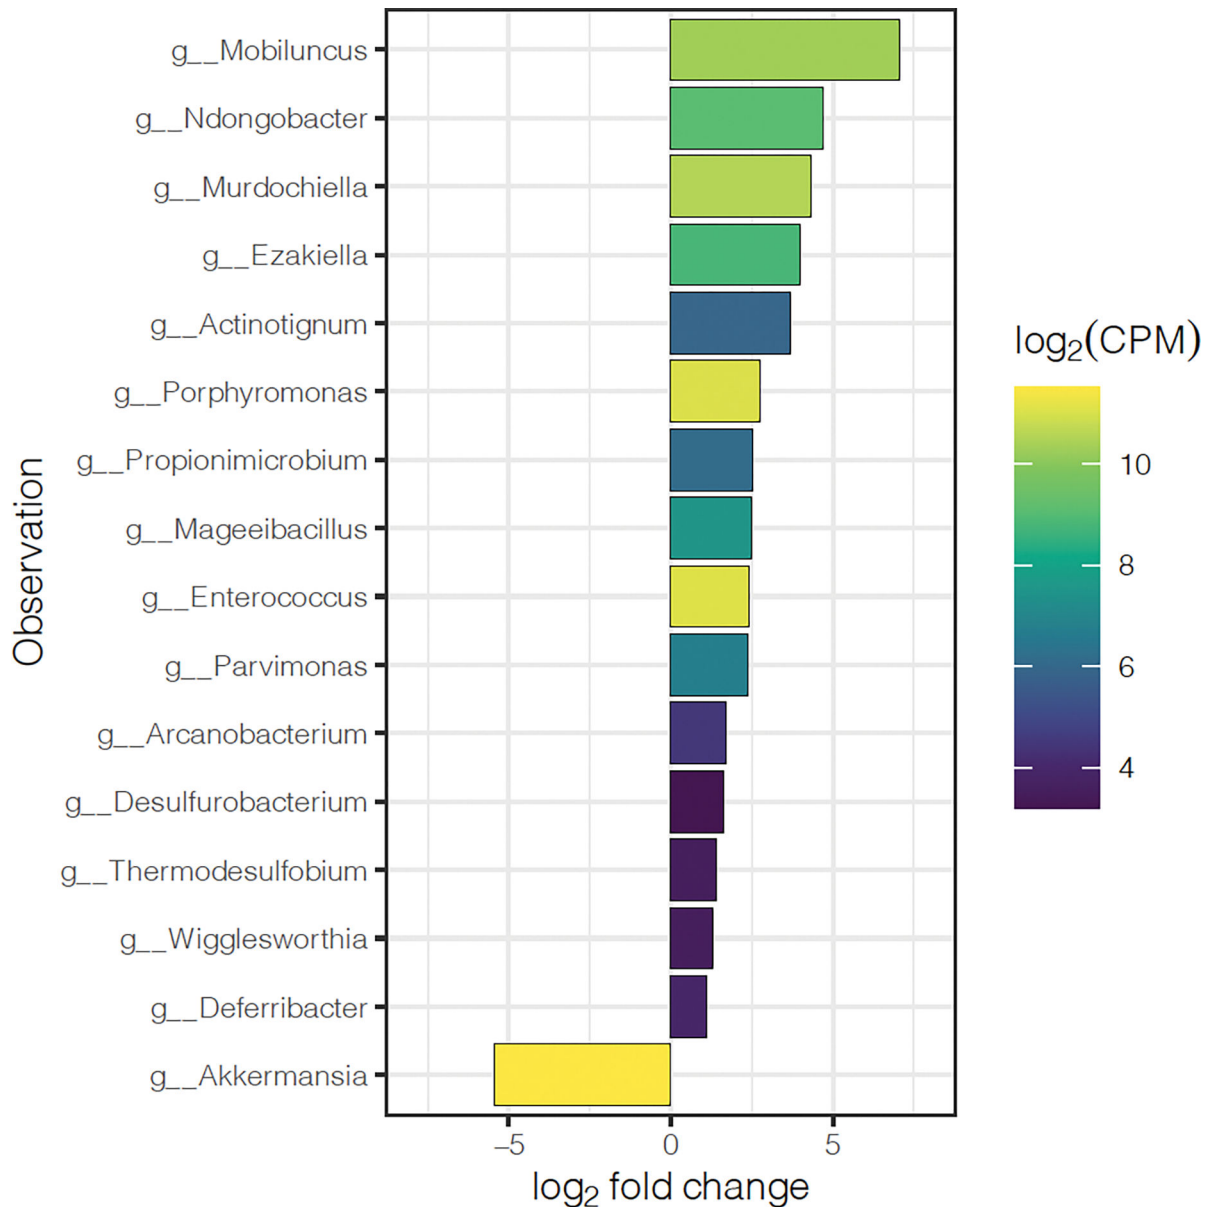 g__Mobiluncus
g__Ndongobacter
g__Murdochiella
g__Ezakiella
g__Actinotignum
g__Porphyromonas
g__Propionimicrobium
g__Mageeibacillus
g__Enterococcus
g__Parvimonas
g__Arcanobacterium
g__Desulfurobacterium
g__Thermodesulfobium
g__Wigglesworthia
g__Deferribacter
g__Akkermansia
Observation
−5 0 5
log₂ fold change
log₂(CPM)
10
8
6
4